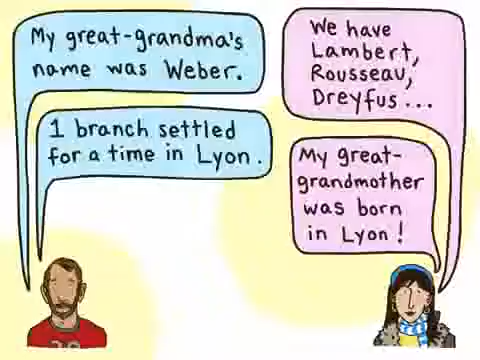 My great-grandma's
name was Weber.
1 branch settled
for a time in Lyon.
We have
Lambert,
Rousseau,
Dreyfus...
My great-
grandmother
was born
in Lyon!